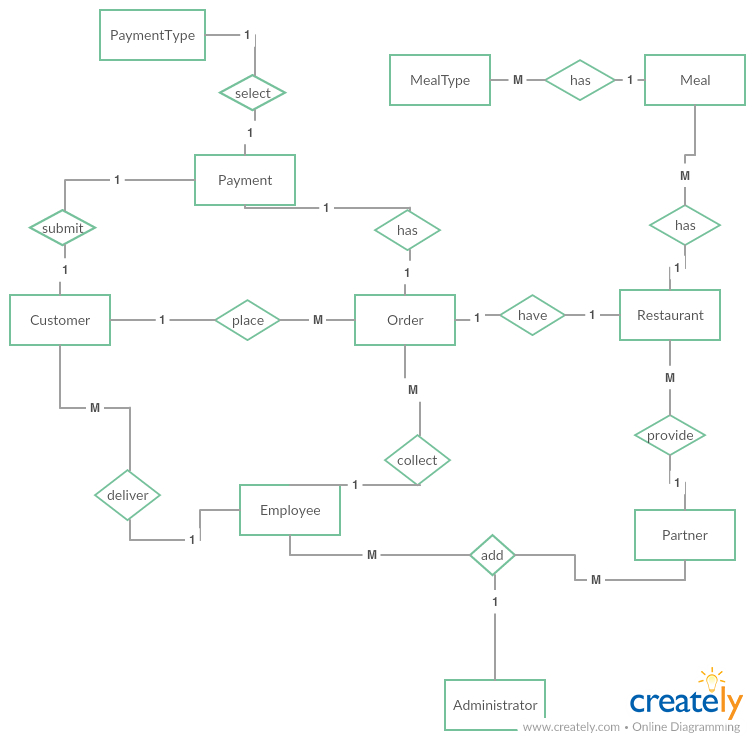 PaymentType
1
select
1
MealType
M
has
1
Meal
Payment
1
1
M
submit
has
has
1
1
1
Customer
1
place
M
Order
1
have
1
Restaurant
M
M
M
collect
provide
1
1
deliver
Employee
1
Partner
M
add
M
1
Administrator
creately
www.creately.com • Online Diagramming